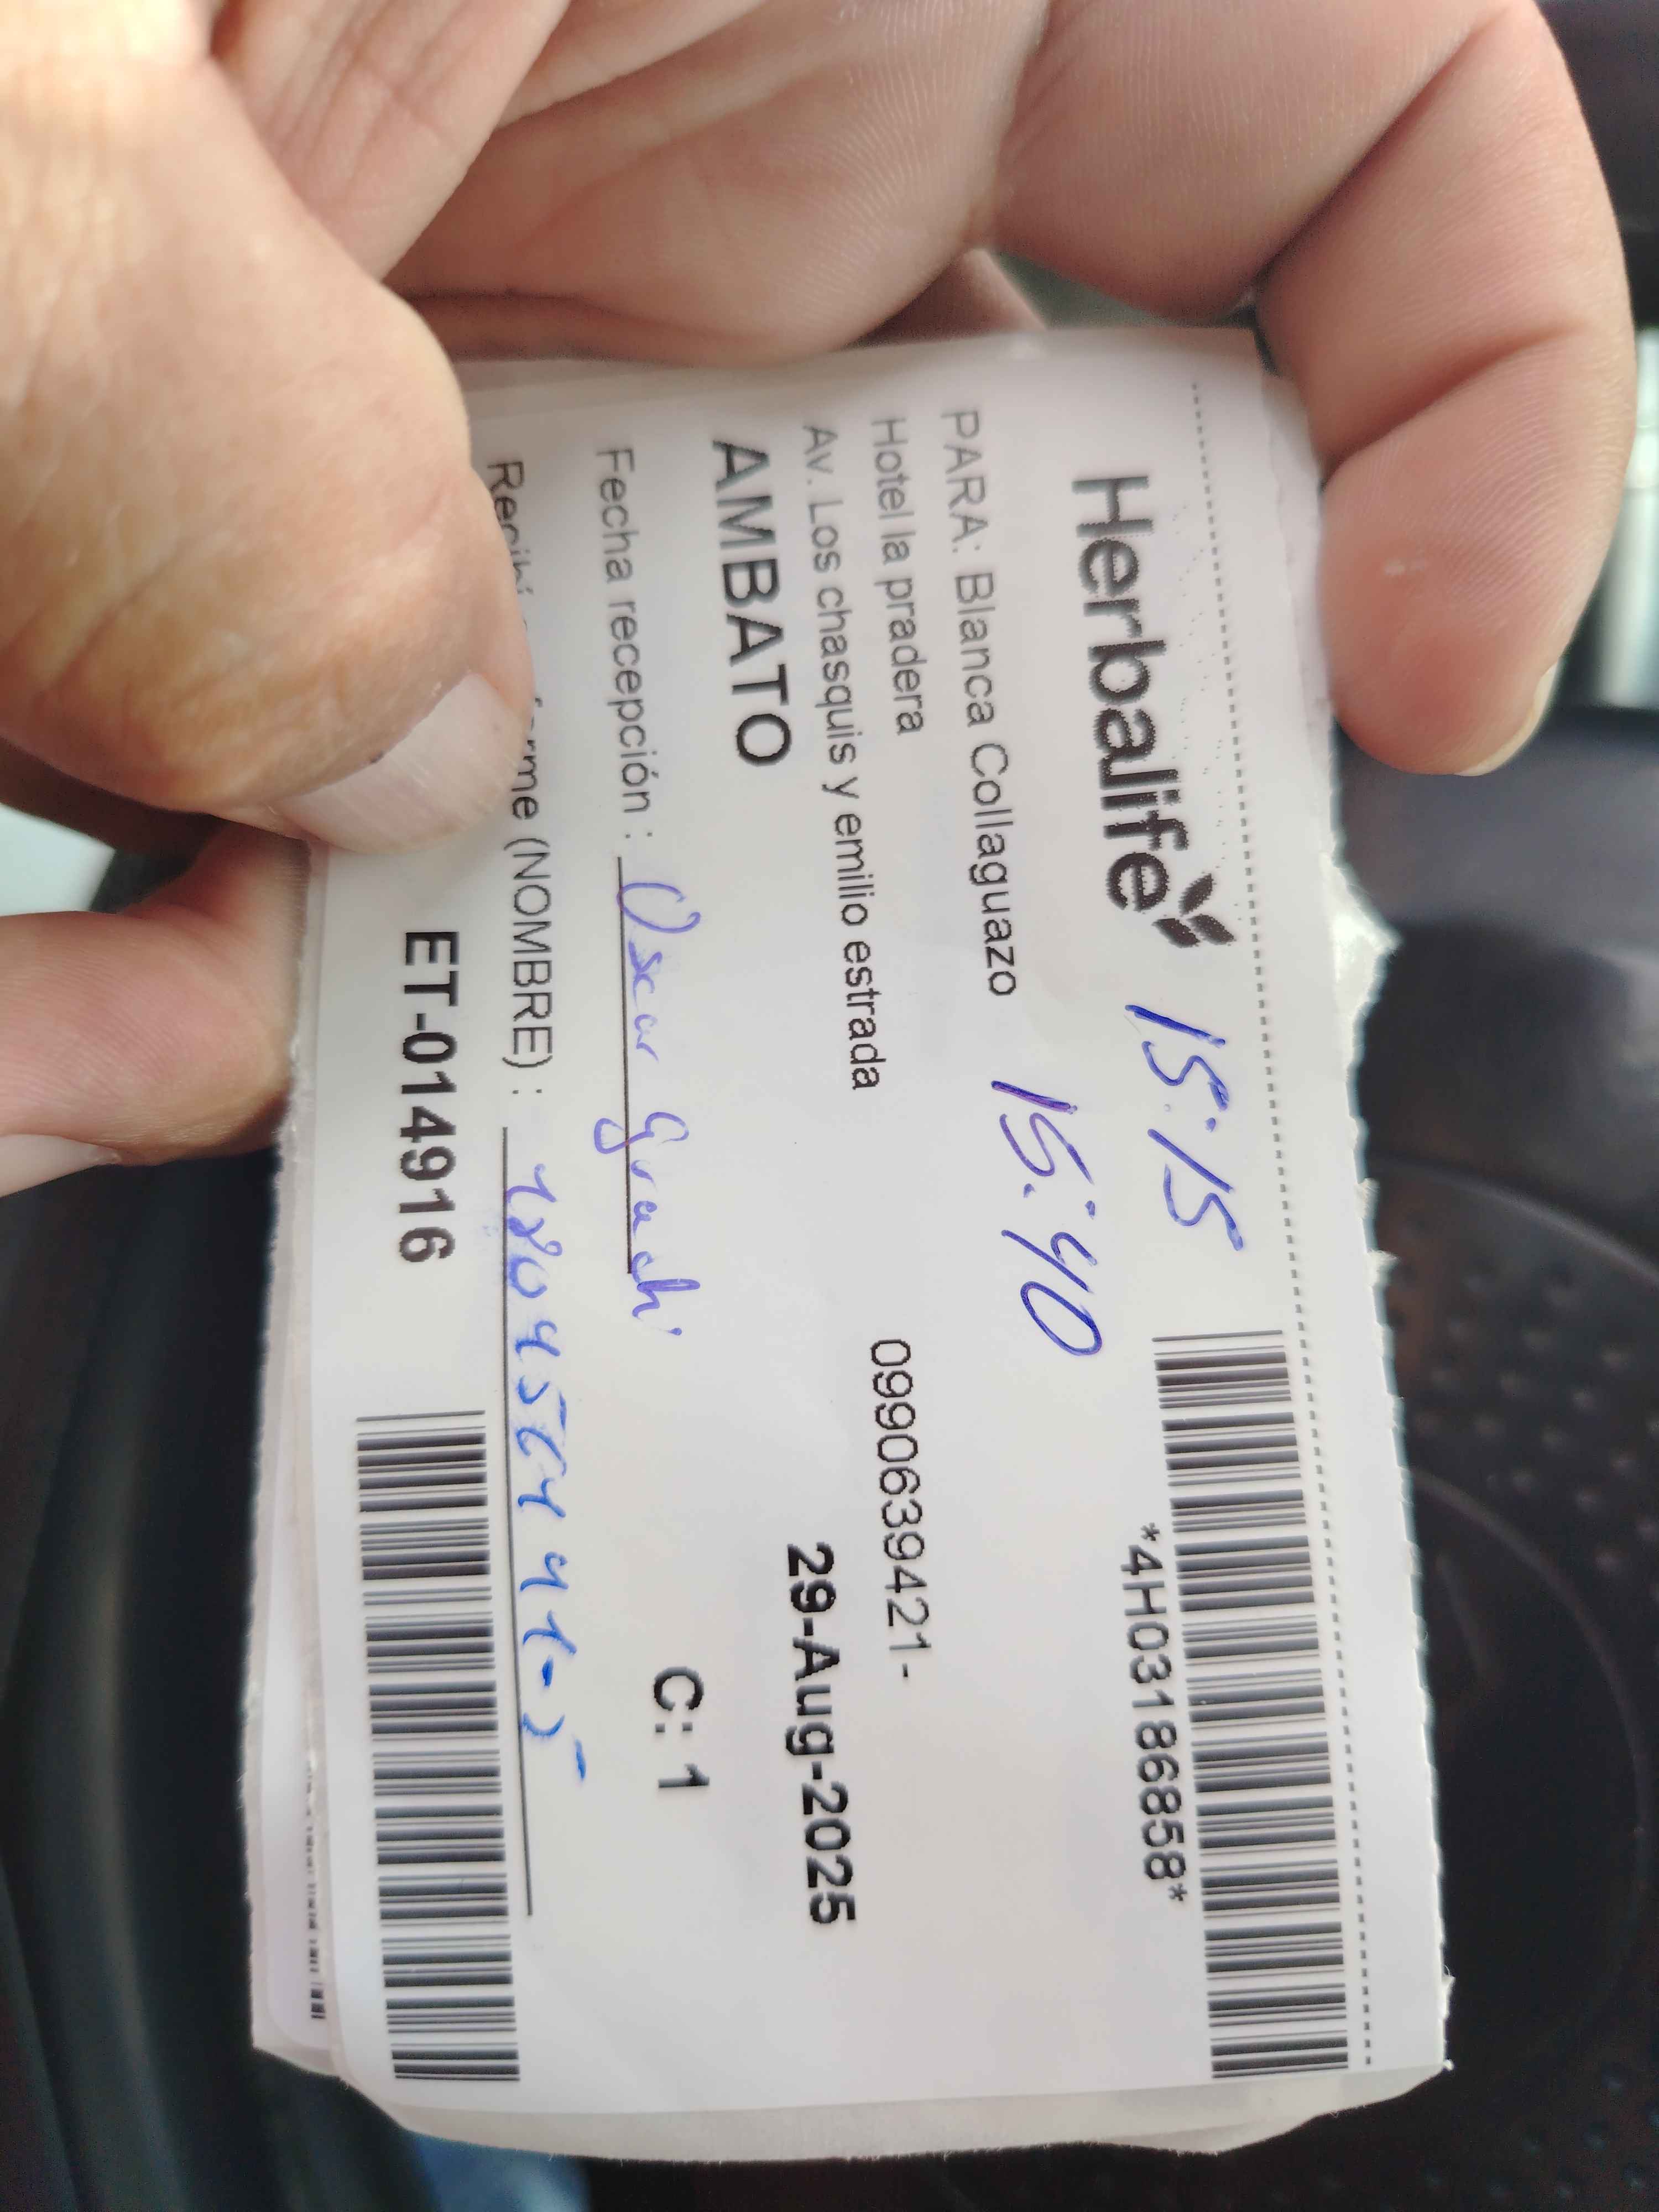 Herbalife 15:15
*4H03186858*
PARA: Blanca Collaguazo 15:40
Hotel la pradera 0990639421-
Av. Los chasquis y emilio estrada
AMBATO 29-Aug-2025
Fecha recepción : Oscar
C: 1
(NOMBRE) :
ET-014916